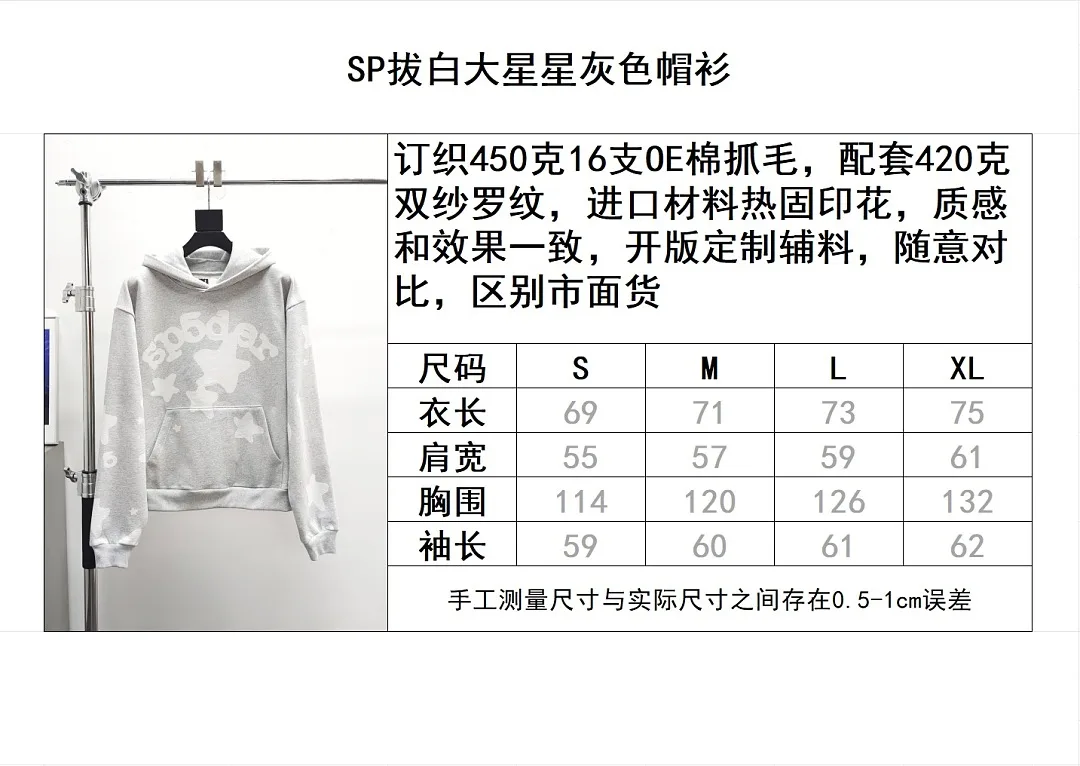 SP拔白大星星灰色帽衫
订织450克16支OE棉抓毛，配套420克
双纱罗纹，进口材料热固印花，质感
和效果一致，开版定制辅料，随意对
比，区别市面货
sp5der
尺码 S M L XL
衣长 69 71 73 75
肩宽 55 57 59 61
胸围 114 120 126 132
袖长 59 60 61 62
手工测量尺寸与实际尺寸之间存在0.5-1cm误差